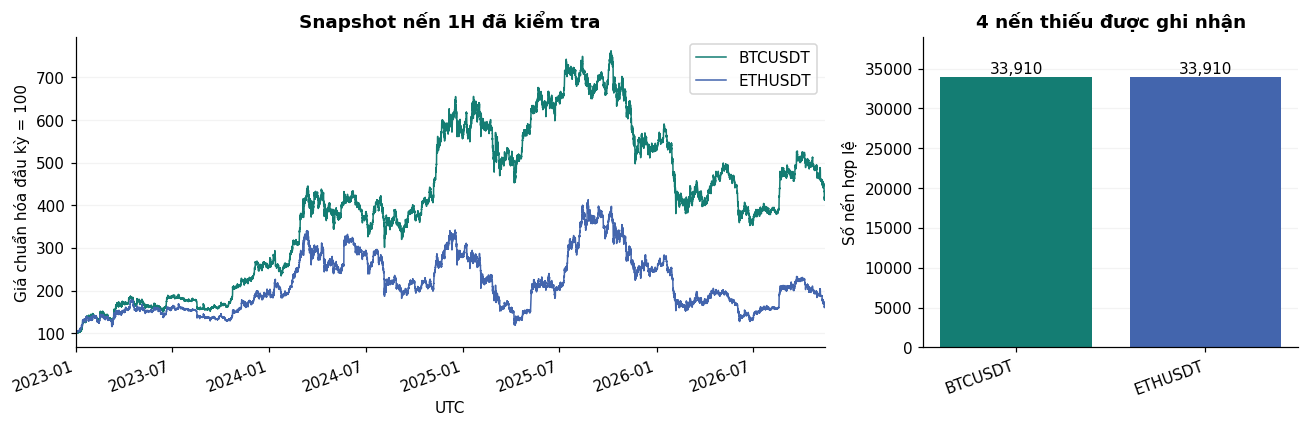 Snapshot nến 1H đã kiểm tra
Giá chuẩn hóa đầu kỳ = 100
700
600
500
400
300
200
100
BTCUSDT
ETHUSDT
2023-01
2023-07
2024-01
2024-07
2025-01
2025-07
2026-01
2026-07
UTC
4 nến thiếu được ghi nhận
Số nến hợp lệ
35000
30000
25000
20000
15000
10000
5000
0
33,910
33,910
BTCUSDT
ETHUSDT